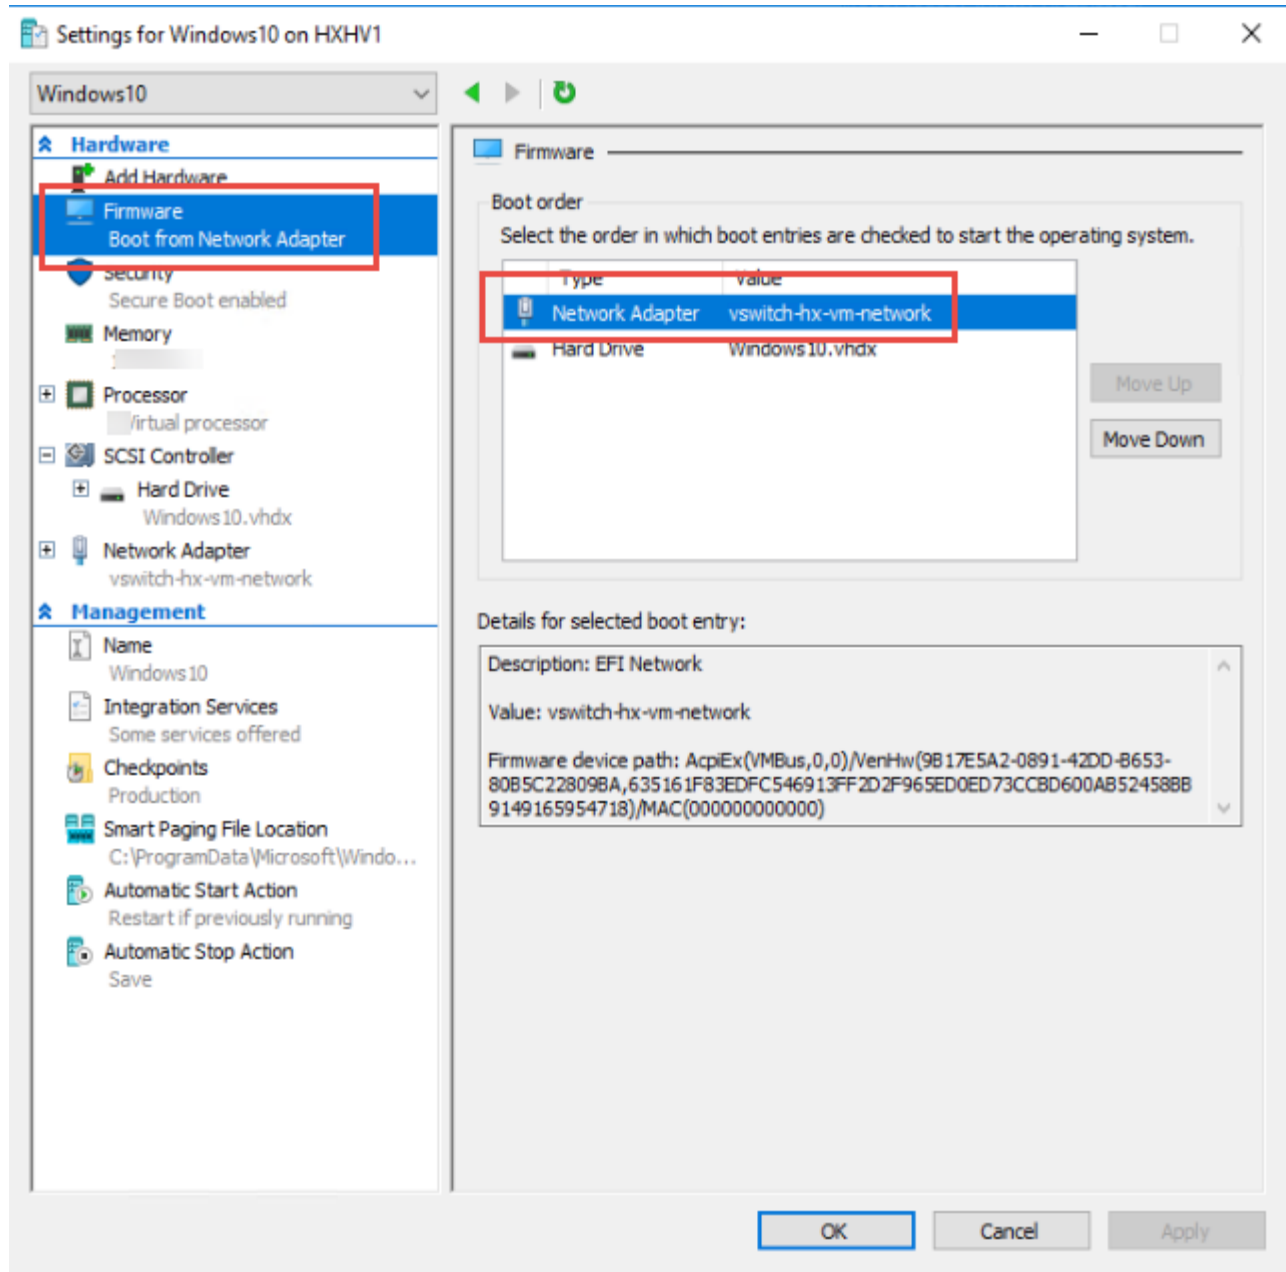 Settings for Windows10 on HXHV1
Windows10
Hardware
Add Hardware
Firmware
Boot from Network Adapter
Security
Secure Boot enabled
Memory
Processor
Virtual processor
SCSI Controller
Hard Drive
Windows10.vhdx
Network Adapter
vswitch-hx-vm-network
Management
Name
Windows10
Integration Services
Some services offered
Checkpoints
Production
Smart Paging File Location
C:\ProgramData\Microsoft\Windo...
Automatic Start Action
Restart if previously running
Automatic Stop Action
Save
Firmware
Boot order
Select the order in which boot entries are checked to start the operating system.
Type Value
Network Adapter vswitch-hx-vm-network
Hard Drive Windows10.vhdx
Move Up
Move Down
Details for selected boot entry:
Description: EFI Network
Value: vswitch-hx-vm-network
Firmware device path: AcpiEx(VMBus,0,0)/VenHw(9B17E5A2-0891-42DD-B653-
80B5C22809BA,635161F83EDFC546913FF2D2F965ED0ED73CCBD600AB52458BB
9149165954718)/MAC(000000000000)
OK Cancel Apply